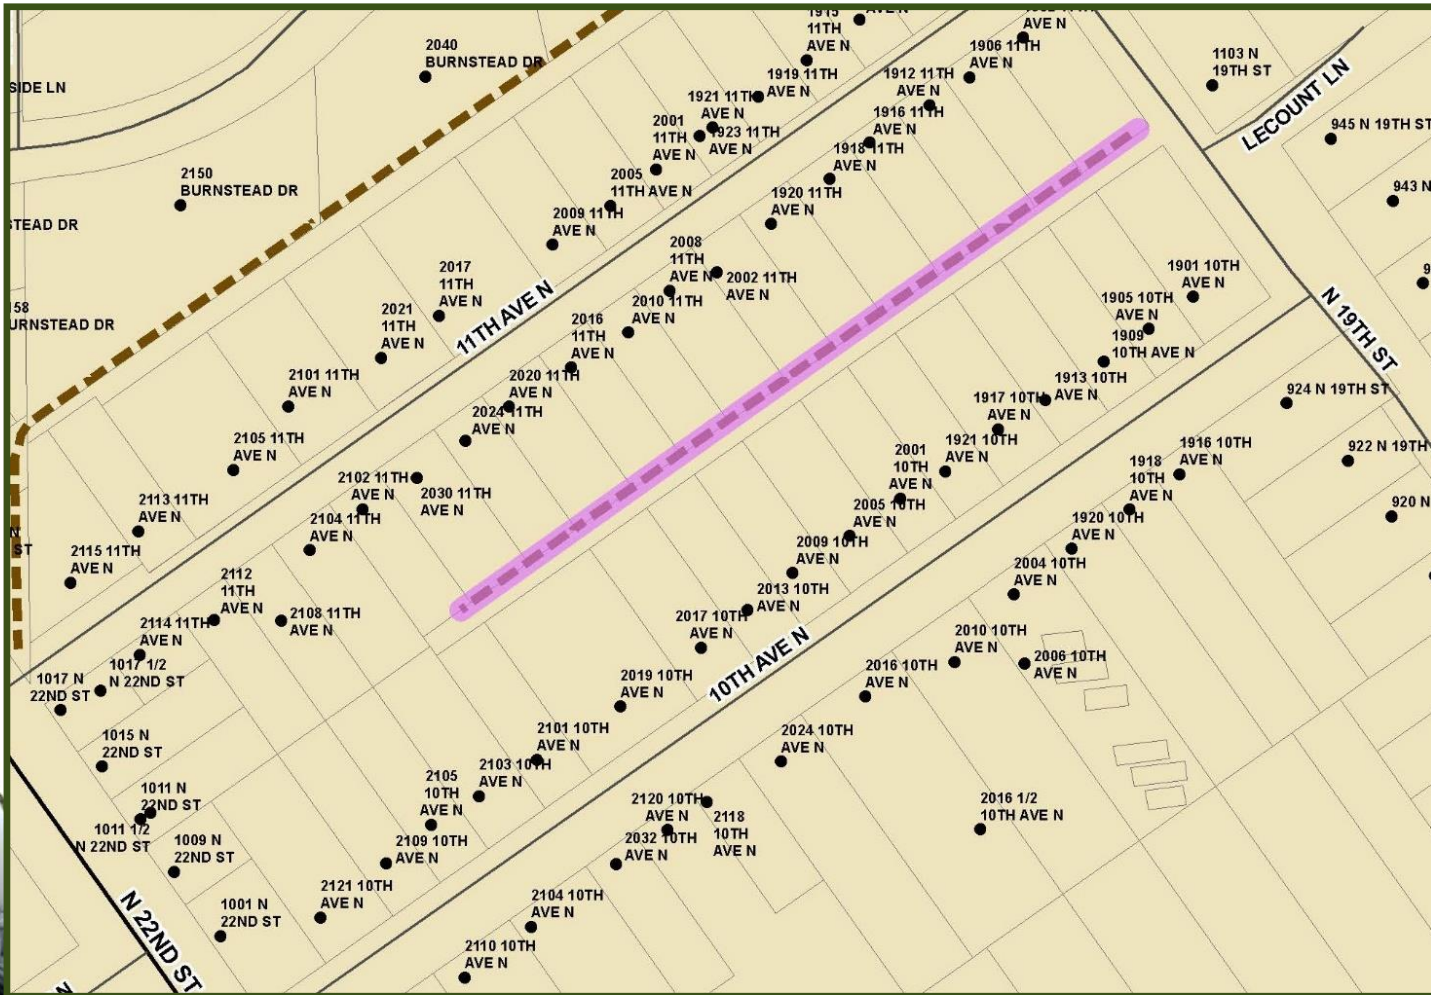 2040
BURNSTEAD DR
SIDE LN
2150
BURNSTEAD DR
STEAD DR
158
URNSTEAD DR
1915
11TH
AVE N
AVE N
1919 11TH
AVE N
1921 11TH
AVE N
1923 11TH
AVE N
2001
11TH
AVE N
2005
11TH AVE N
2009 11TH
AVE N
2017
11TH
AVE N
2021
11TH
AVE N
2101 11TH
AVE N
2105 11TH
AVE N
2113 11TH
AVE N
2115 11TH
AVE N
N
ST
11TH AVE N
AVE N
1906 11TH
AVE N
1912 11TH
AVE N
1916 11TH
AVE N
1918 11TH
AVE N
1920 11TH
AVE N
2008
11TH
AVE N
2002 11TH
AVE N
2010 11TH
AVE N
2016
11TH
AVE N
2020 11TH
AVE N
2024 11TH
AVE N
2030 11TH
AVE N
2102 11TH
AVE N
2104 11TH
AVE N
2112
11TH
AVE N
2108 11TH
AVE N
2114 11TH
AVE N
1017 1/2
N 22ND ST
1017 N
22ND ST
1015 N
22ND ST
1011 N
22ND ST
1011 1/2
N 22ND ST
1009 N
22ND ST
1001 N
22ND ST
N 22ND ST
N
1103 N
19TH ST
LECOUNT LN
945 N 19TH ST
943 N
9
N 19TH ST
924 N 19TH ST
922 N 19TH
920 N
1901 10TH
AVE N
1905 10TH
AVE N
1909
10TH AVE N
1913 10TH
AVE N
1917 10TH
AVE N
1921 10TH
AVE N
2001
10TH
AVE N
2005 10TH
AVE N
2009 10TH
AVE N
2013 10TH
AVE N
2017 10TH
AVE N
2019 10TH
AVE N
2101 10TH
AVE N
2103 10TH
AVE N
2105
10TH
AVE N
2109 10TH
AVE N
2121 10TH
AVE N
10TH AVE N
1916 10TH
AVE N
1918
10TH
AVE N
1920 10TH
AVE N
2004 10TH
AVE N
2010 10TH
AVE N
2006 10TH
AVE N
2016 10TH
AVE N
2024 10TH
AVE N
2016 1/2
10TH AVE N
2120 10TH
AVE N
2118
10TH
AVE N
2032 10TH
AVE N
2104 10TH
AVE N
2110 10TH
AVE N